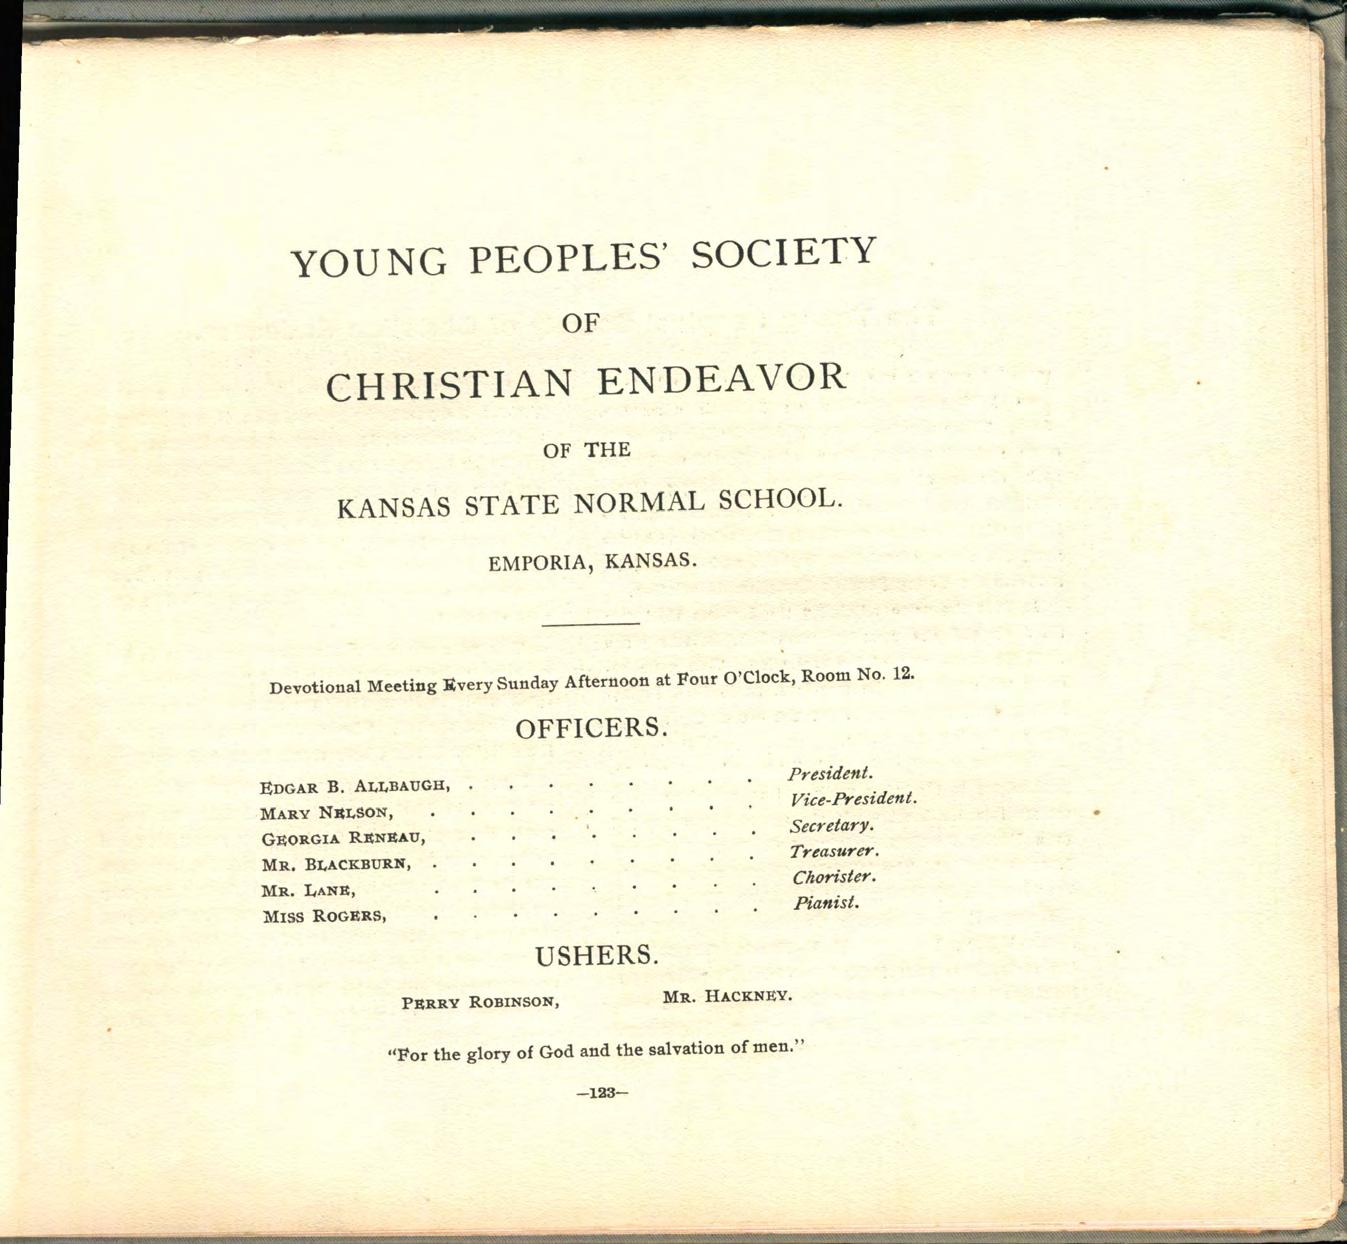 YOUNG PEOPLES' SOCIETY
OF
CHRISTIAN ENDEAVOR
OF THE
KANSAS STATE NORMAL SCHOOL.
EMPORIA, KANSAS.
Devotional Meeting Every Sunday Afternoon at Four O'Clock, Room No. 12.
OFFICERS.
EDGAR B. ALLBAUGH, . . . . . . . . President.
MARY NELSON, . . . . . . . . . Vice-President.
GEORGIA RENEAU, . . . . . . . . Secretary.
MR. BLACKBURN, . . . . . . . . . Treasurer.
MR. LANE, . . . . . . . . . Chorister.
MISS ROGERS, . . . . . . . . . Pianist.
USHERS.
PERRY ROBINSON, MR. HACKNEY.
"For the glory of God and the salvation of men."
—123—